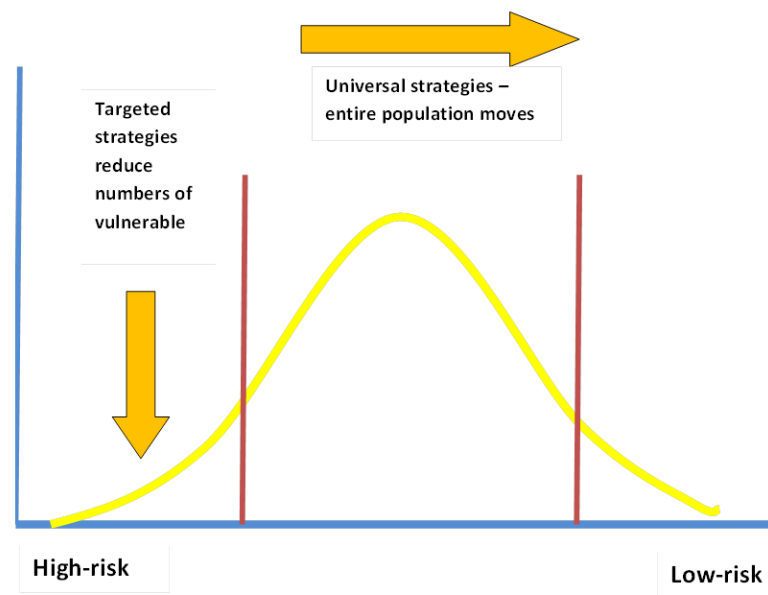 Targeted
strategies
reduce
numbers of
vulnerable
Universal strategies –
entire population moves
High-risk
Low-risk